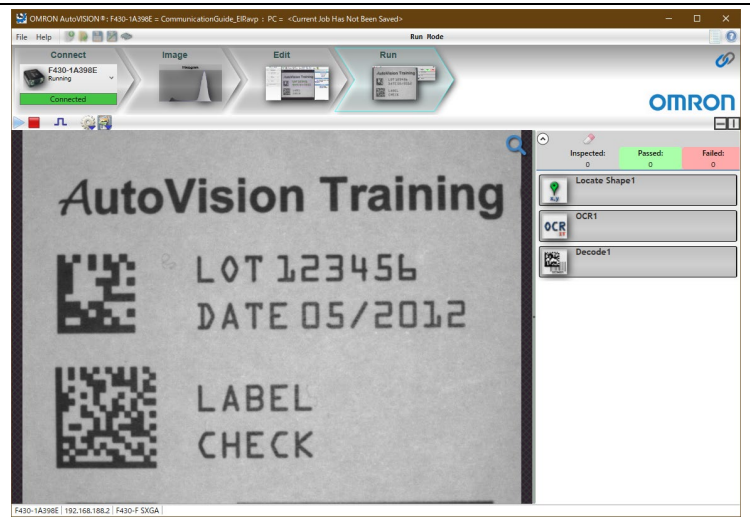 OMRON AutoVISION®: F430-1A398E = CommunicationGuide_EIRavp : PC = <Current Job Has Not Been Saved>
File Help Run Mode
Connect Image Edit Run
F430-1A398E
Running
Connected
OMRON
Inspected: Passed: Failed:
0 0 0
Locate Shape1
OCR
OCR1
Decode1
AutoVision Training
LOT 123456
DATE 05/2012
LABEL
CHECK
F430-1A398E 192.168.188.2 F430-F SXGA